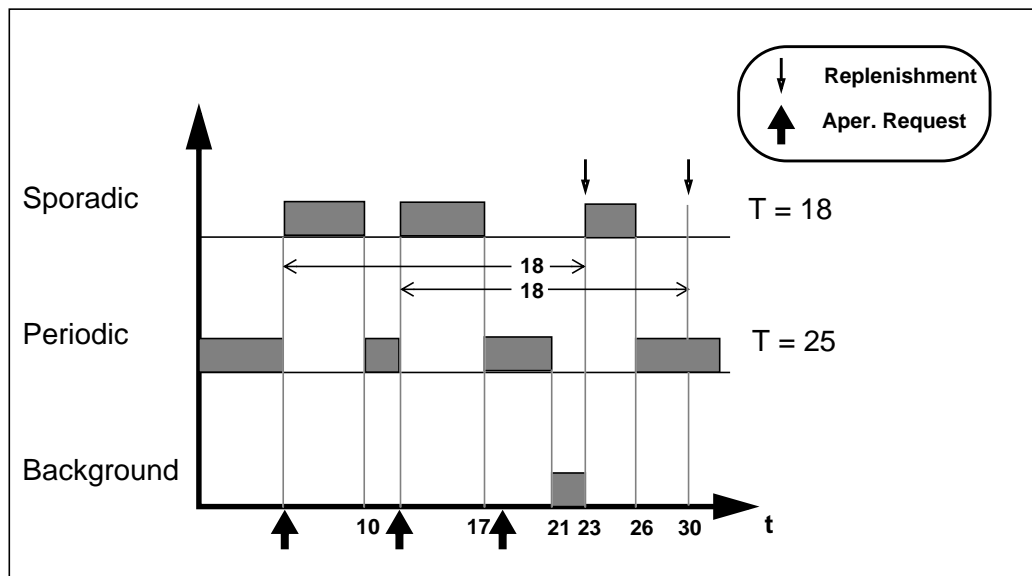 Replenishment
Aper. Request
Sporadic
T = 18
18
18
Periodic
T = 25
Background
10 17 21 23 26 30 t